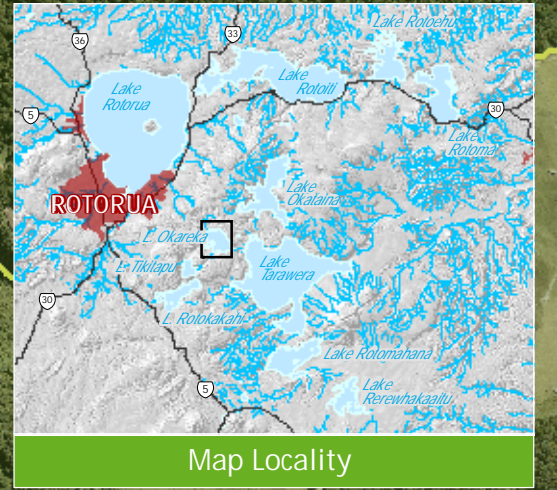 Lake Rotoehu
36
33
Lake
Rotorua
Lake
Rotoiti
5
30
Lake
Rotoma
ROTORUA
Lake
Okataina
L. Okareka
L. Tikitapu
Lake
Tarawera
30
L. Rotokakahi
Lake Rotomahana
5
Lake
Rerewhakaaitu
Map Locality